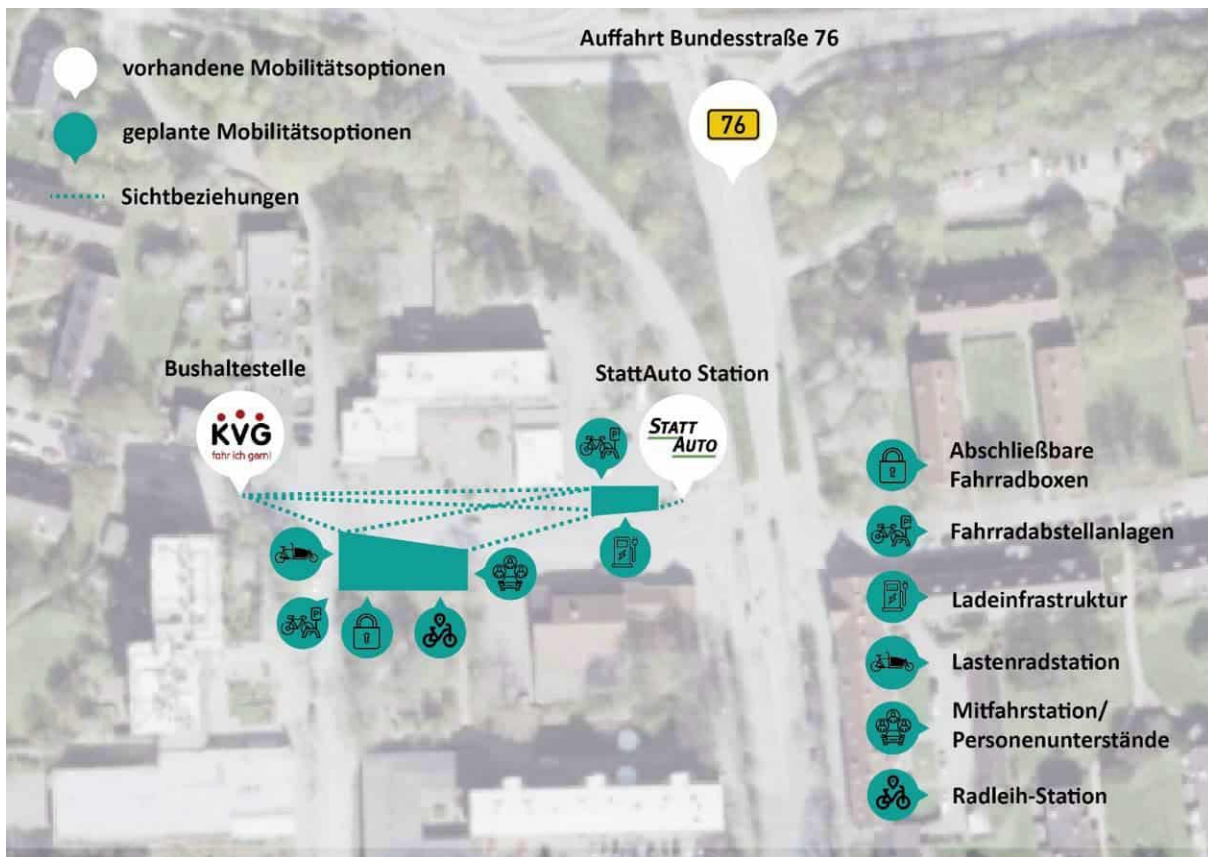 Auffahrt Bundesstraße 76
vorhandene Mobilitätsoptionen
76
geplante Mobilitätsoptionen
Sichtbeziehungen
Bushaltestelle
StattAuto Station
KVG
fahr ich gern!
STATT
AUTO
P
P
Abschließbare
Fahrradboxen
P
Fahrradabstellanlagen
Ladeinfrastruktur
Lastenradstation
Mitfahrstation/
Personenunterstände
Radleih-Station